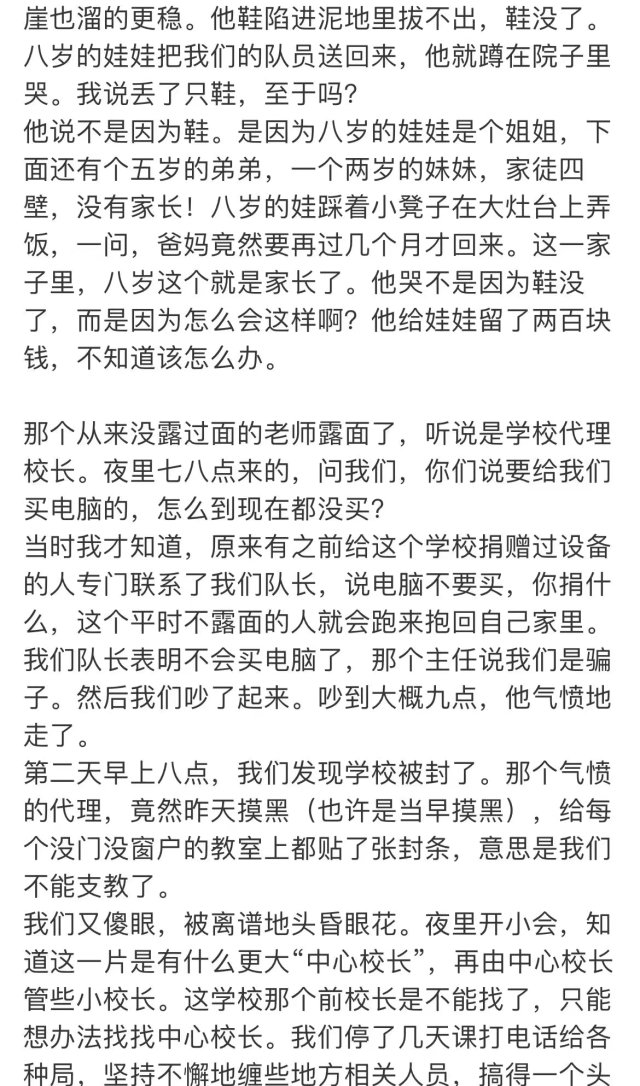 崖也溜的更稳。他鞋陷进泥地里拔不出，鞋没了。
八岁的娃娃把我们的队员送回来，他就蹲在院子里
哭。我说丢了只鞋，至于吗？
他说不是因为鞋。是因为八岁的娃娃是个姐姐，下
面还有个五岁的弟弟，一个两岁的妹妹，家徒四
壁，没有家长！八岁的娃踩着小凳子在大灶台上弄
饭，一问，爸妈竟然要再过几个月才回来。这一家
子里，八岁这个就是家长了。他哭不是因为鞋没
了，而是因为怎么会这样啊？他给娃娃留了两百块
钱，不知道该怎么办。
那个从来没露过面的老师露面了，听说是学校代理
校长。夜里七八点来的，问我们，你们说要给我们
买电脑的，怎么到现在都没买？
当时我才知道，原来有之前给这个学校捐赠过设备
的人专门联系了我们队长，说电脑不要买，你捐什
么，这个平时不露面的人就会跑来抱回自己家里。
我们队长表明不会买电脑了，那个主任说我们是骗
子。然后我们吵了起来。吵到大概九点，他气愤地
走了。
第二天早上八点，我们发现学校被封了。那个气愤
的代理，竟然昨天摸黑（也许是当早摸黑），给每
个没门没窗户的教室上都贴了张封条，意思是我们
不能支教了。
我们又傻眼，被离谱地头昏眼花。夜里开小会，知
道这一片是有什么更大“中心校长”，再由中心校长
管些小校长。这学校那个前校长是不能找了，只能
想办法找找中心校长。我们停了几天课打电话给各
种局，坚持不懈地缠些地方相关人员，搞得一个头